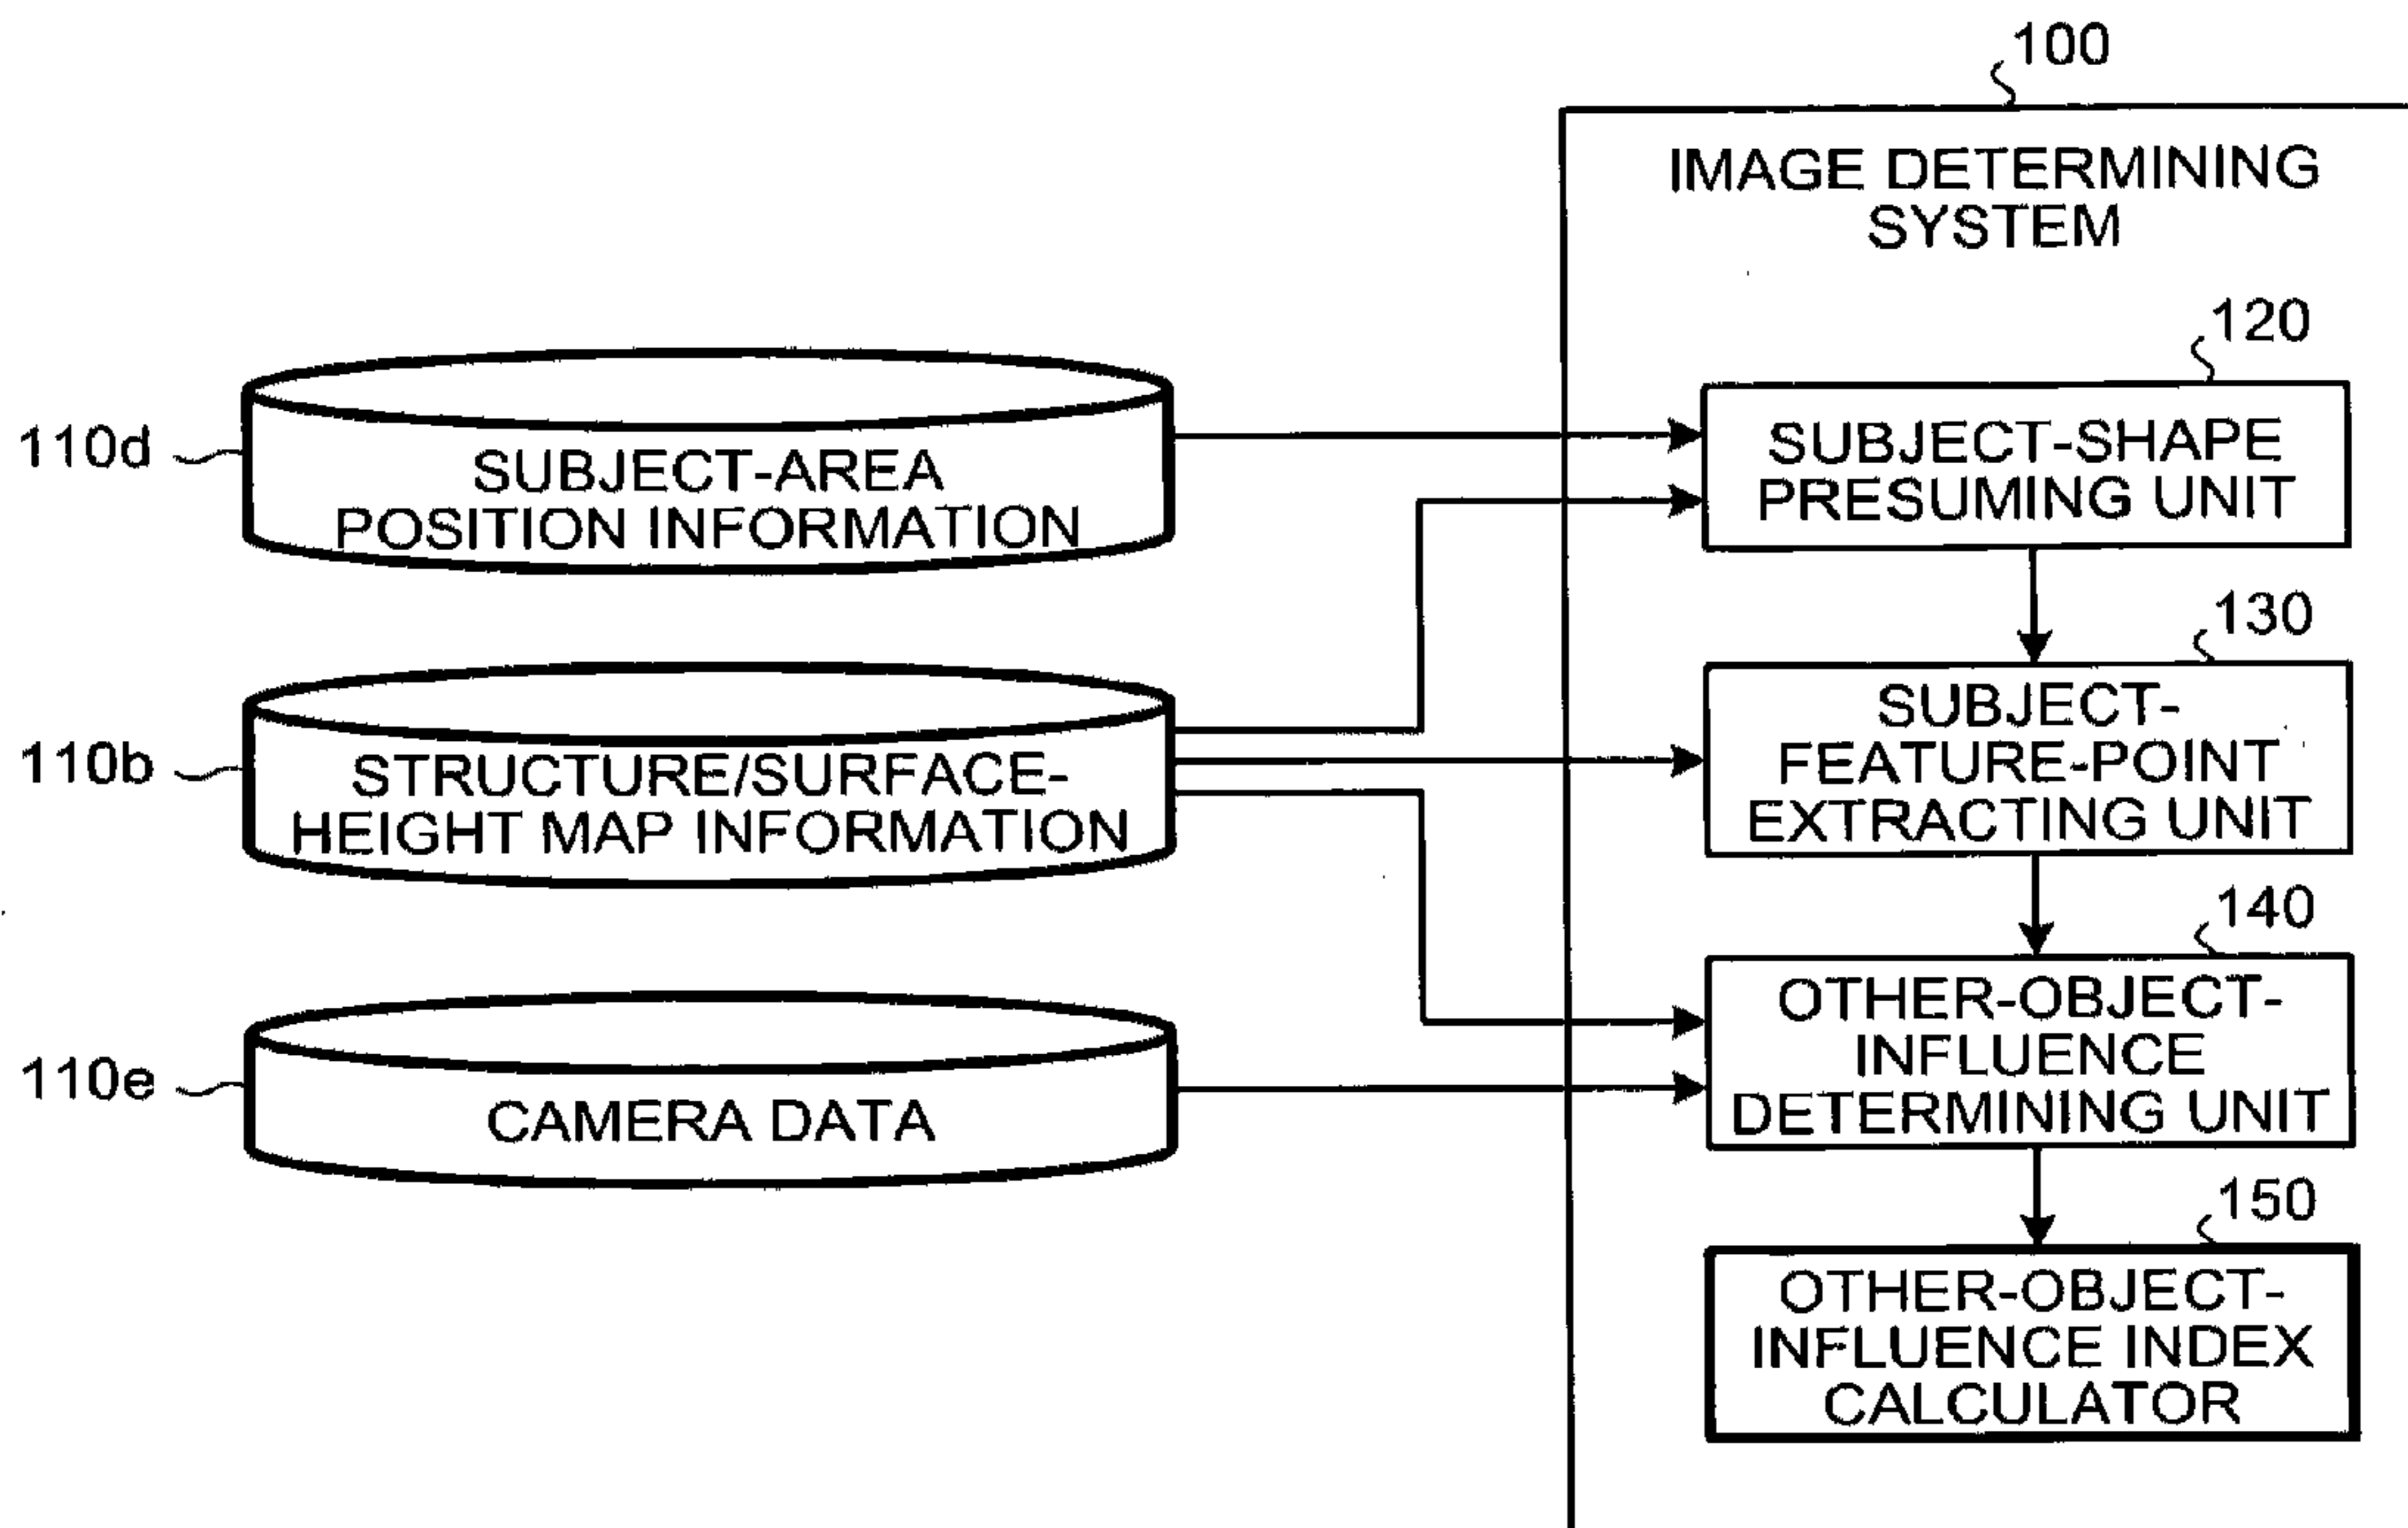 100
IMAGE DETERMINING
SYSTEM
110d
SUBJECT-AREA
POSITION INFORMATION
120
SUBJECT-SHAPE
PRESUMING UNIT
110b
STRUCTURE/SURFACE-
HEIGHT MAP INFORMATION
130
SUBJECT-
FEATURE-POINT
EXTRACTING UNIT
110e
CAMERA DATA
140
OTHER-OBJECT-
INFLUENCE
DETERMINING UNIT
150
OTHER-OBJECT-
INFLUENCE INDEX
CALCULATOR